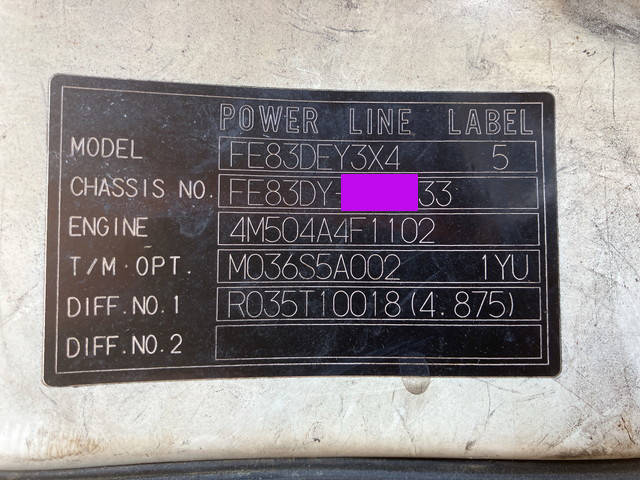 POWER LINE LABEL
MODEL FE83DEY3X4 5
CHASSIS NO. FE83DY- 33
ENGINE 4M504A4F1102
T/M·OPT. M036S5A002 1YU
DIFF.NO.1 R035T10018(4.875)
DIFF.NO.2